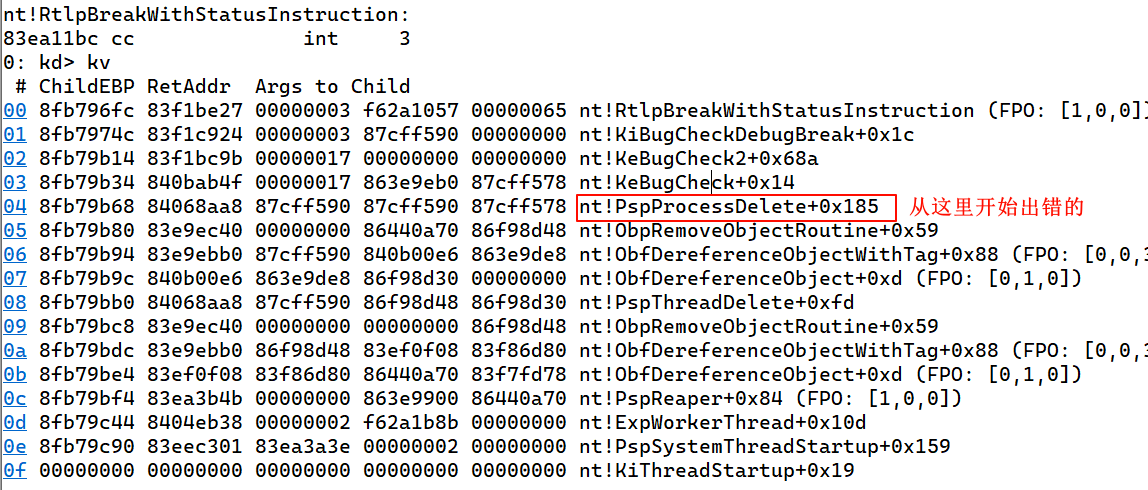 nt!RtlpBreakWithStatusInstruction:
83ea11bc cc              int     3
0: kd> kv
 # ChildEBP RetAddr  Args to Child
00 8fb796fc 83f1be27 00000003 f62a1057 00000065 nt!RtlpBreakWithStatusInstruction (FPO: [1,0,0])
01 8fb7974c 83f1c924 00000003 87cff590 00000000 nt!KiBugCheckDebugBreak+0x1c
02 8fb79b14 83f1bc9b 00000017 00000000 00000000 nt!KeBugCheck2+0x68a
03 8fb79b34 840bab4f 00000017 863e9eb0 87cff578 nt!KeBugCheck+0x14
04 8fb79b68 84068aa8 87cff590 87cff590 87cff578 nt!PspProcessDelete+0x185 从这里开始出错的
05 8fb79b80 83e9ec40 00000000 86440a70 86f98d48 nt!ObpRemoveObjectRoutine+0x59
06 8fb79b94 83e9ebb0 87cff590 840b00e6 863e9de8 nt!ObfDereferenceObjectWithTag+0x88 (FPO: [0,0,3
07 8fb79b9c 840b00e6 863e9de8 86f98d30 00000000 nt!ObfDereferenceObject+0xd (FPO: [0,1,0])
08 8fb79bb0 84068aa8 87cff590 86f98d48 86f98d30 nt!PspThreadDelete+0xfd
09 8fb79bc8 83e9ec40 00000000 00000000 86f98d48 nt!ObpRemoveObjectRoutine+0x59
0a 8fb79bdc 83e9ebb0 86f98d48 83ef0f08 83f86d80 nt!ObfDereferenceObjectWithTag+0x88 (FPO: [0,0,3
0b 8fb79be4 83ef0f08 83f86d80 86440a70 83f7fd78 nt!ObfDereferenceObject+0xd (FPO: [0,1,0])
0c 8fb79bf4 83ea3b4b 00000000 863e9900 86440a70 nt!PspReaper+0x84 (FPO: [1,0,0])
0d 8fb79c44 8404eb38 00000002 f62a1b8b 00000000 nt!ExpWorkerThread+0x10d
0e 8fb79c90 83eec301 83ea3a3e 00000002 00000000 nt!PspSystemThreadStartup+0x159
0f 00000000 00000000 00000000 00000000 00000000 nt!KiThreadStartup+0x19